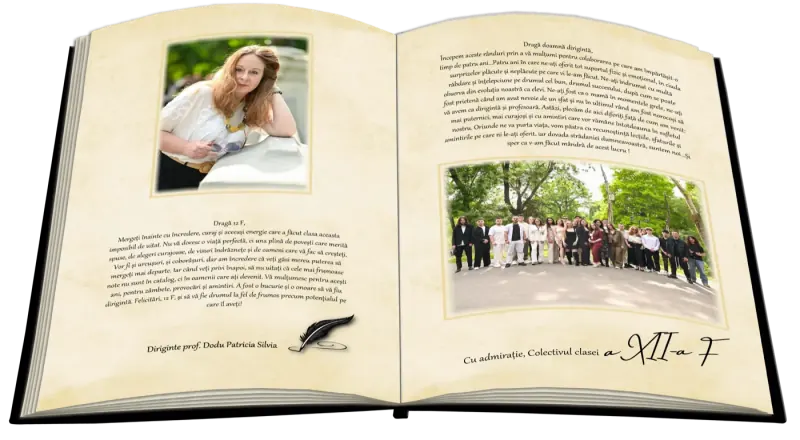 Dragă 12 F,
Mergeți înainte cu încredere, curaj și aceeași energie care a făcut clasa aceasta
imposibil de uitat. Nu vă doresc o viață perfectă, ci una plină de povești care merită
spuse, de alegeri curajoase, de visuri îndrăznețe și de oameni care vă fac să creșteți.
Vor fi și urcușuri, și coborâșuri, dar am încredere că veți găsi mereu puterea să
mergeți mai departe. Iar când veți privi înapoi, să nu uitați că cele mai frumoase
note nu sunt în catalog, ci în oamenii care ați devenit. Vă mulțumesc pentru acești
ani, pentru zâmbete, provocări și amintiri. A fost o bucurie și o onoare să vă fiu
dirigintă. Felicitări, 12 F, și să vă fie drumul la fel de frumos precum potențialul pe
care îl aveți!
Diriginte prof. Dodu Patricia Silvia
Dragă doamnă dirigintă,
Începem aceste rânduri prin a vă mulțumi pentru colaborarea pe care am împărtășit-o
timp de patru ani...Patru ani în care ne-ați oferit tot suportul fizic și emoțional, în ciuda
surprizelor plăcute și neplăcute pe care vi le-am făcut. Ne-ați îndrumat cu multă
răbdare și înțelepciune pe drumul cel bun, drumul succesului, după cum se poate
observa din evoluția noastră ca elevi. Ne-ați fost ca o mamă în momentele grele, ne-ați
fost prietenă când am avut nevoie de un sfat și nu în ultimul rând am fost norocoși să
vă avem ca dirigintă și profesoară. Astăzi, plecăm de aici diferiți față de cum am venit;
mai puternici, mai curajoși și cu amintiri care vor rămâne întotdeauna în sufletul
nostru. Oriunde ne va purta viața, vom păstra cu recunoștință lecțiile, sfaturile și
amintirile pe care ni le-ați oferit, iar dovada strădaniei dumneavoastră, suntem noi...Și
sper ca v-am făcut mândră de acest lucru !
Cu admirație, Colectivul clasei a XII-a F